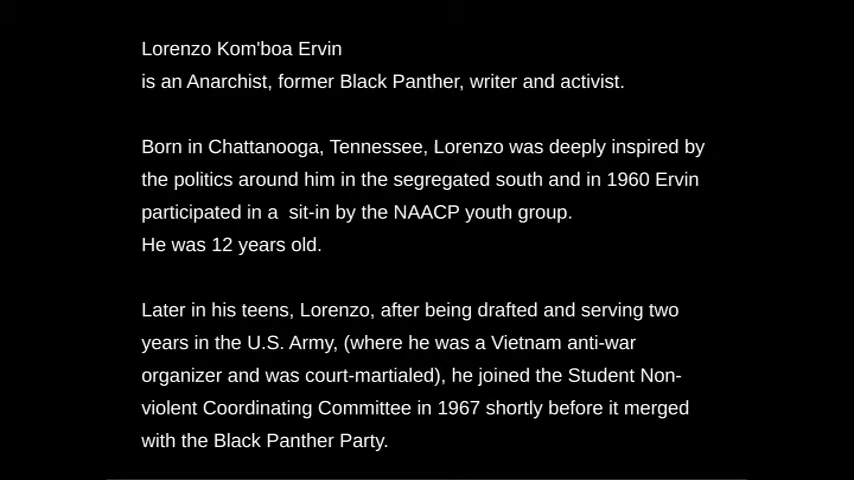 Lorenzo Kom'boa Ervin
is an Anarchist, former Black Panther, writer and activist.
Born in Chattanooga, Tennessee, Lorenzo was deeply inspired by
the politics around him in the segregated south and in 1960 Ervin
participated in a  sit-in by the NAACP youth group.
He was 12 years old.
Later in his teens, Lorenzo, after being drafted and serving two
years in the U.S. Army, (where he was a Vietnam anti-war
organizer and was court-martialed), he joined the Student Non-
violent Coordinating Committee in 1967 shortly before it merged
with the Black Panther Party.